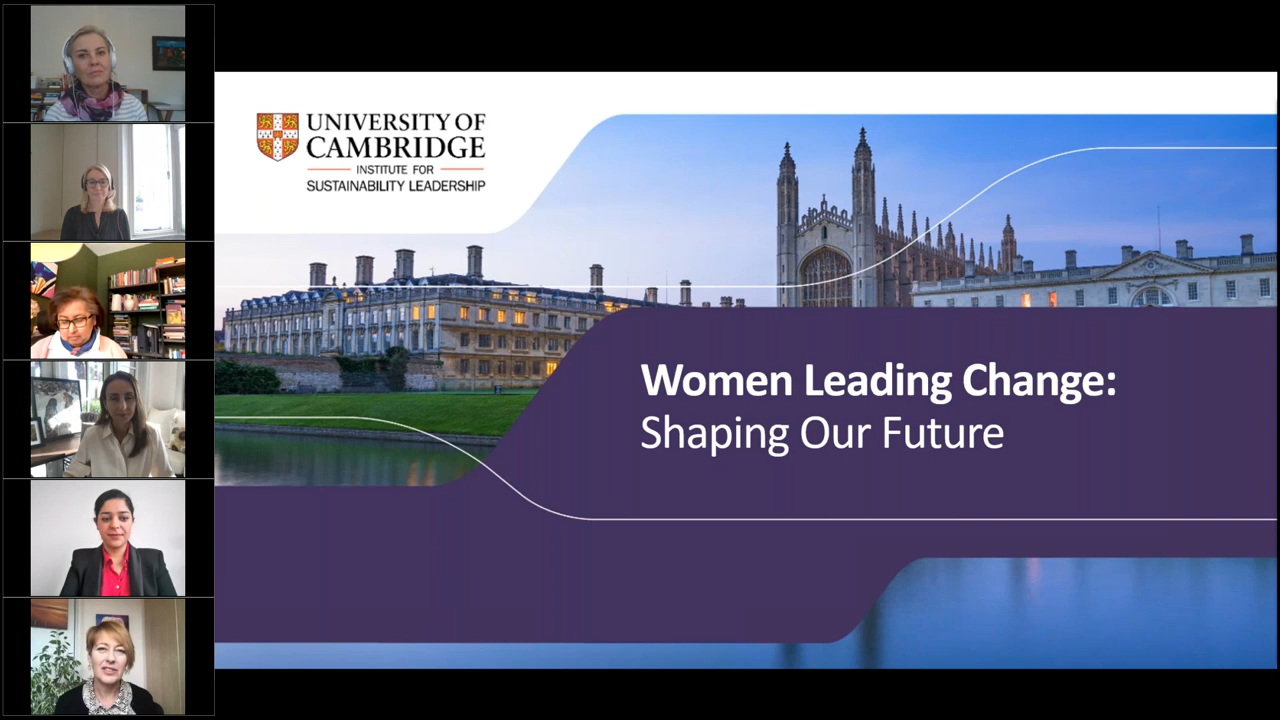 UNIVERSITY OF
CAMBRIDGE
INSTITUTE FOR
SUSTAINABILITY LEADERSHIP
Women Leading Change:
Shaping Our Future